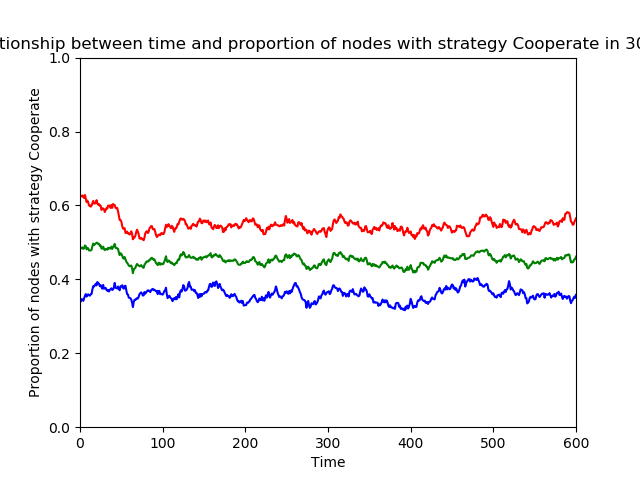 tionship between time and proportion of nodes with strategy Cooperate in 30
1.0
0.8
0.6
0.4
0.2
0.0
Proportion of nodes with strategy Cooperate
0 100 200 300 400 500 600
Time